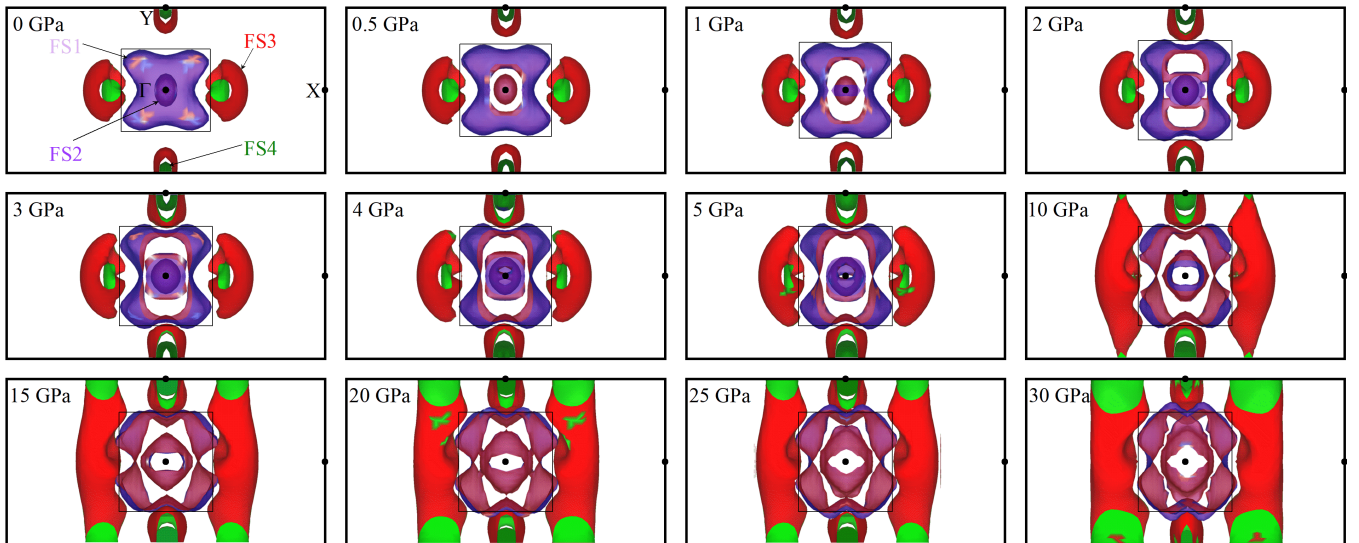 0 GPa
Y
FS1
FS3
Γ
X
FS2
FS4
0.5 GPa
1 GPa
2 GPa
3 GPa
4 GPa
5 GPa
10 GPa
15 GPa
20 GPa
25 GPa
30 GPa